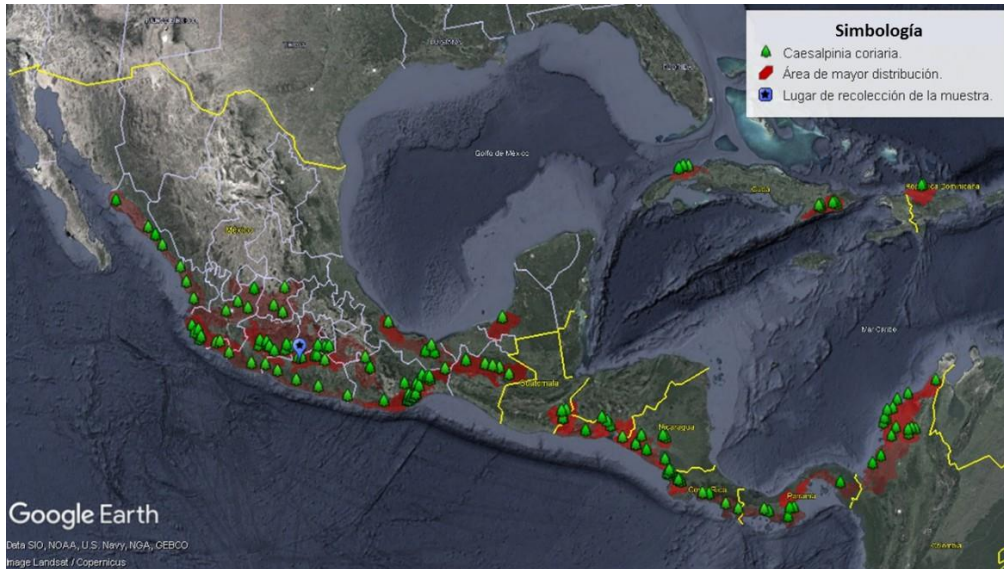 Simbología
Caesalpinia coriaria.
Área de mayor distribución.
Lugar de recolección de la muestra.
Golfo de México
Cuba
República Dominicana
México
Mar Caribe
Guatemala
Nicaragua
Costa Rica
Panamá
Colombia
Google Earth
Data SIO, NOAA, U.S. Navy, NGA, GEBCO
Image Landsat / Copernicus